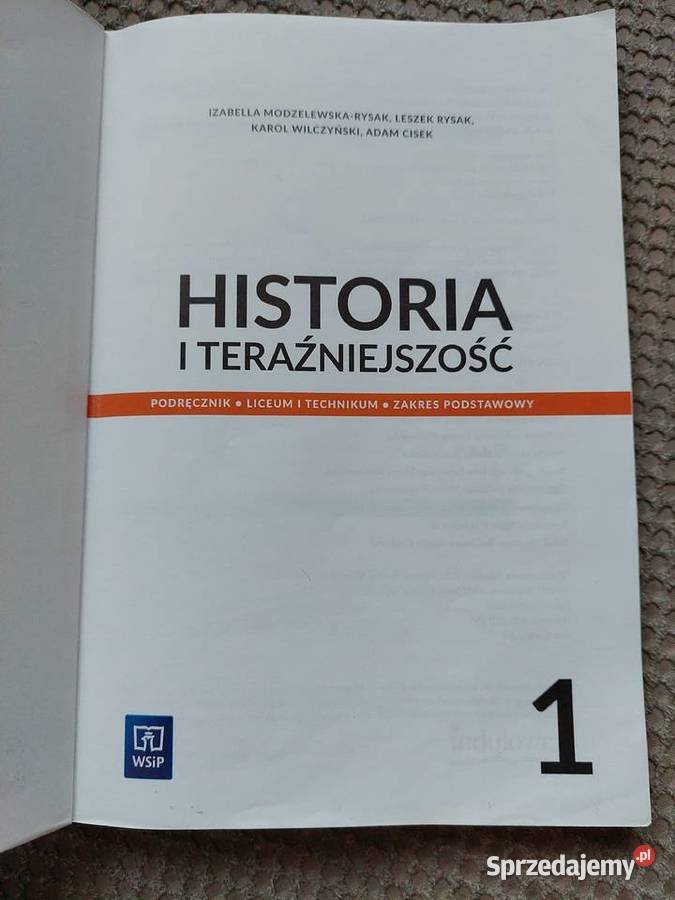 IZABELLA MODZELEWSKA-RYSAK, LESZEK RYSAK,
KAROL WILCZYŃSKI, ADAM CISEK
HISTORIA
I TERAŹNIEJSZOŚĆ
PODRĘCZNIK • LICEUM I TECHNIKUM • ZAKRES PODSTAWOWY
1
WSiP
Sprzedajemy.pl